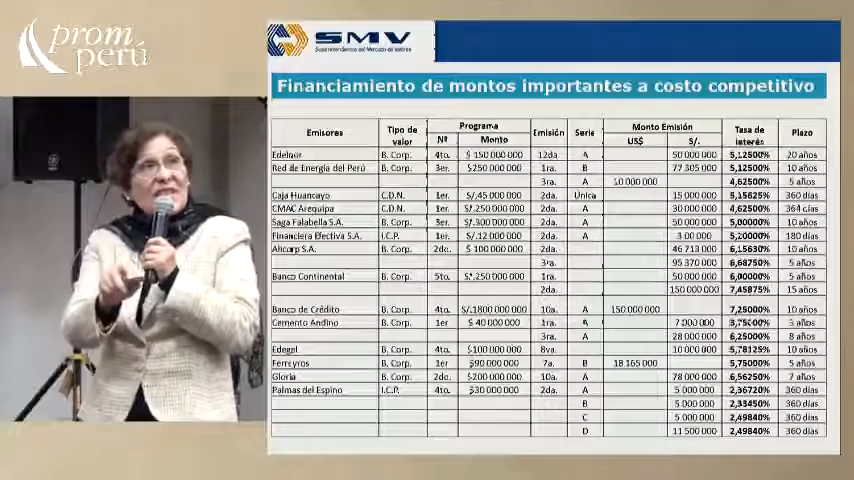 prom
perú
SMV
Superintendencia del Mercado de Valores
Financiamiento de montos importantes a costo competitivo
Emisores Tipo de valor Programa Emisión Serie Monto Emisión Tasa de interés Plazo
Nº Monto US$ S/.
Edelnor B. Corp. 4to. $ 150 000 000 12da A 50 000 000 5,12500% 20 años
Red de Energía del Perú B. Corp. 3er. $250 000 000 1ra. B 77 305 000 5,12500% 10 años
3ra. A 10 000 000 4,62500% 5 años
Caja Huancayo C.D.N. 1er. S/.45 000 000 2da. Única 15 000 000 5,15625% 360 días
CMAC Arequipa C.D.N. 1er. S/.250 000 000 2da. A 30 000 000 4,62500% 364 días
Saga Falabella S.A. B. Corp. 3er. S/.300 000 000 2da. A 50 000 000 5,00000% 10 años
Financiera Efectiva S.A. I.C.P. 1er. S/.12 000 000 2da. A 5,20000% 180 días
Alicorp S.A. B. Corp. 2do. $ 100 000 000 2da. 46 713 000 6,15630% 10 años
3ra. 95 370 000 6,68750% 5 años
Banco Continental B. Corp. 5to. S/.250 000 000 1ra. 50 000 000 6,00000% 5 años
2da. 150 000 000 7,45875% 15 años
Banco de Crédito B. Corp. 4to. S/.1800 000 000 10a. A 150 000 000 7,25000% 10 años
Cemento Andino B. Corp. 1er $ 40 000 000 1ra. A 7 000 000 3,75000% 3 años
3ra. A 28 000 000 6,25000% 8 años
Edegel B. Corp. 4to. $100 000 000 8va. 10 000 000 5,78125% 10 años
Ferreyros B. Corp. 1er $90 000 000 7a. B 18 165 000 5,75000% 5 años
Gloria B. Corp. 2do. $200 000 000 10a. A 78 000 000 6,56250% 7 años
Palmas del Espino I.C.P. 4to. $30 000 000 2da. A 5 000 000 2,36720% 360 días
B 5 000 000 2,33450% 360 días
C 5 000 000 2,49840% 360 días
D 11 500 000 2,49840% 360 días